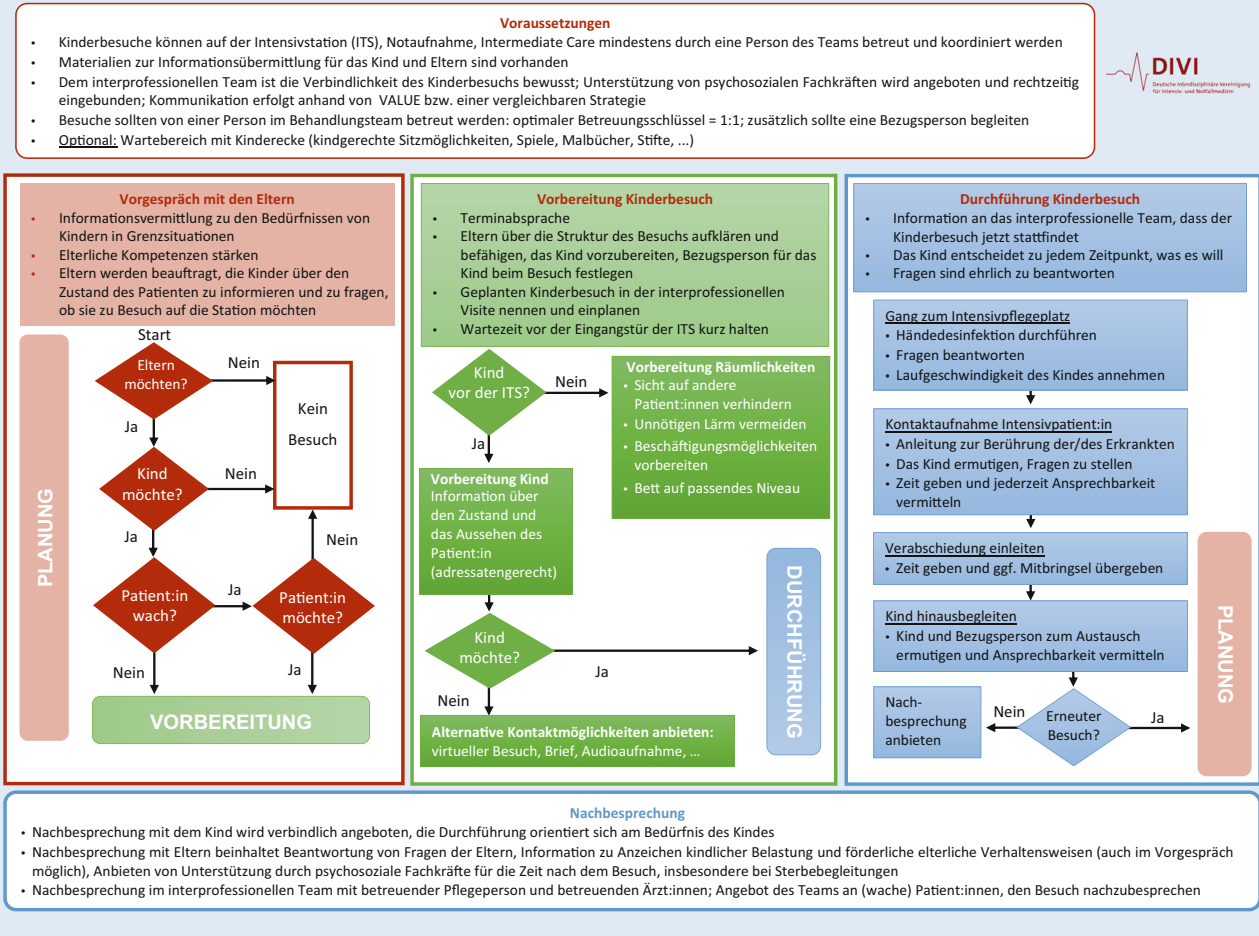 Voraussetzungen
• Kinderbesuche können auf der Intensivstation (ITS), Notaufnahme, Intermediate Care mindestens durch eine Person des Teams betreut und koordiniert werden
• Materialien zur Informationsübermittlung für das Kind und Eltern sind vorhanden
• Dem interprofessionellen Team ist die Verbindlichkeit des Kinderbesuchs bewusst; Unterstützung von psychosozialen Fachkräften wird angeboten und rechtzeitig
eingebunden; Kommunikation erfolgt anhand von VALUE bzw. einer vergleichbaren Strategie
• Besuche sollten von einer Person im Behandlungsteam betreut werden: optimaler Betreuungsschlüssel = 1:1; zusätzlich sollte eine Bezugsperson begleiten
• Optional: Wartebereich mit Kinderecke (kindgerechte Sitzmöglichkeiten, Spiele, Malbücher, Stifte, ...)
DIVI
Deutsche Interdisziplinäre Vereinigung
für Intensiv- und Notfallmedizin
Vorgespräch mit den Eltern
• Informationsvermittlung zu den Bedürfnissen von
Kindern in Grenzsituationen
• Elterliche Kompetenzen stärken
• Eltern werden beauftragt, die Kinder über den
Zustand des Patienten zu informieren und zu fragen,
ob sie zu Besuch auf die Station möchten
PLANUNG
Start
Eltern
möchten?
Nein
Kein
Besuch
Ja
Kind
möchte?
Nein
Ja
Nein
Patient:in
wach?
Ja
Patient:in
möchte?
Nein
Ja
VORBEREITUNG
Vorbereitung Kinderbesuch
• Terminabsprache
• Eltern über die Struktur des Besuchs aufklären und
befähigen, das Kind vorzubereiten, Bezugsperson für das
Kind beim Besuch festlegen
• Geplanten Kinderbesuch in der interprofessionellen
Visite nennen und einplanen
• Wartezeit vor der Eingangstür der ITS kurz halten
Kind
vor der ITS?
Nein
Vorbereitung Räumlichkeiten
• Sicht auf andere
Patient:innen verhindern
• Unnötigen Lärm vermeiden
• Beschäftigungsmöglichkeiten
vorbereiten
• Bett auf passendes Niveau
Ja
Vorbereitung Kind
Information über
den Zustand und
das Aussehen des
Patient:in
(adressatengerecht)
Kind
möchte?
Ja
DURCHFÜHRUNG
Nein
Alternative Kontaktmöglichkeiten anbieten:
virtueller Besuch, Brief, Audioaufnahme, ...
Durchführung Kinderbesuch
• Information an das interprofessionelle Team, dass der
Kinderbesuch jetzt stattfindet
• Das Kind entscheidet zu jedem Zeitpunkt, was es will
• Fragen sind ehrlich zu beantworten
Gang zum Intensivpflegeplatz
• Händedesinfektion durchführen
• Fragen beantworten
• Laufgeschwindigkeit des Kindes annehmen
Kontaktaufnahme Intensivpatient:in
• Anleitung zur Berührung der/des Erkrankten
• Das Kind ermutigen, Fragen zu stellen
• Zeit geben und jederzeit Ansprechbarkeit
vermitteln
Verabschiedung einleiten
• Zeit geben und ggf. Mitbringsel übergeben
Kind hinausbegleiten
• Kind und Bezugsperson zum Austausch
ermutigen und Ansprechbarkeit vermitteln
Nach-
besprechung
anbieten
Nein
Erneuter
Besuch?
Ja
PLANUNG
Nachbesprechung
• Nachbesprechung mit dem Kind wird verbindlich angeboten, die Durchführung orientiert sich am Bedürfnis des Kindes
• Nachbesprechung mit Eltern beinhaltet Beantwortung von Fragen der Eltern, Information zu Anzeichen kindlicher Belastung und förderliche elterliche Verhaltensweisen (auch im Vorgespräch
möglich), Anbieten von Unterstützung durch psychosoziale Fachkräfte für die Zeit nach dem Besuch, insbesondere bei Sterbebegleitungen
• Nachbesprechung im interprofessionellen Team mit betreuender Pflegeperson und betreuenden Ärzt:innen; Angebot des Teams an (wache) Patient:innen, den Besuch nachzubesprechen